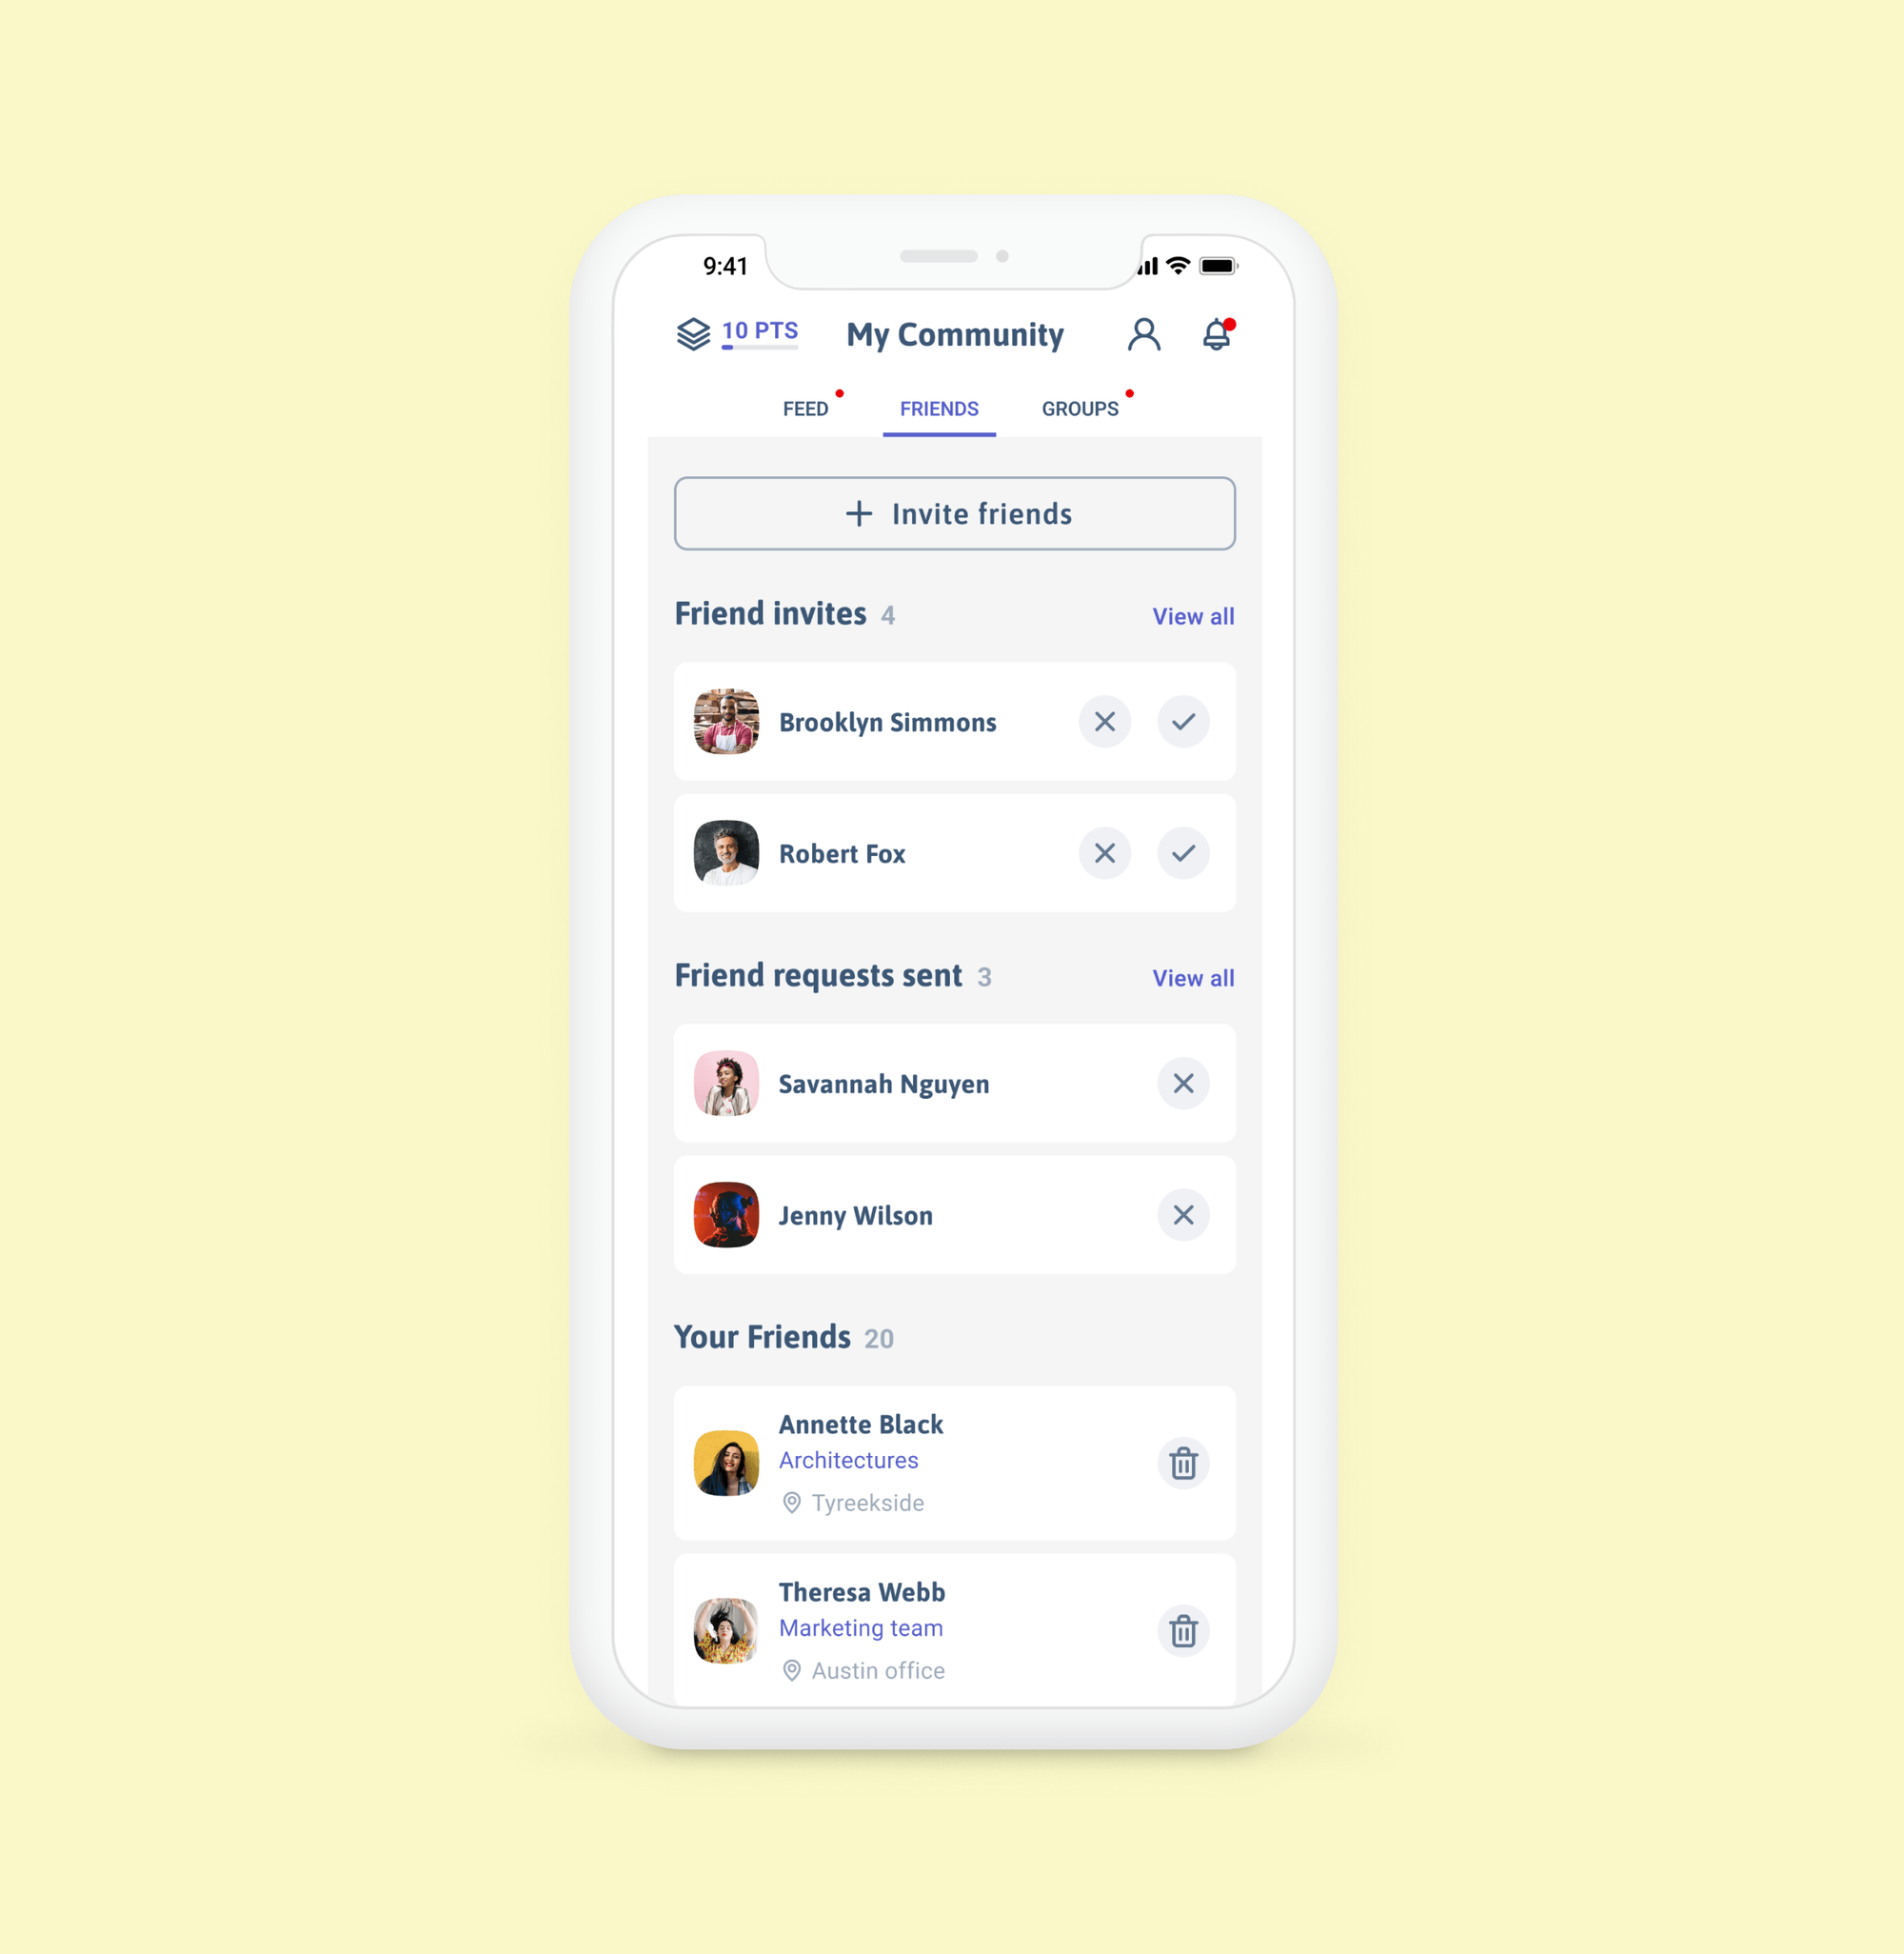 9:41
10 PTS
My Community
FEED
FRIENDS
GROUPS
+ Invite friends
Friend invites 4
View all
Brooklyn Simmons
Robert Fox
Friend requests sent 3
View all
Savannah Nguyen
Jenny Wilson
Your Friends 20
Annette Black
Architectures
Tyreekside
Theresa Webb
Marketing team
Austin office